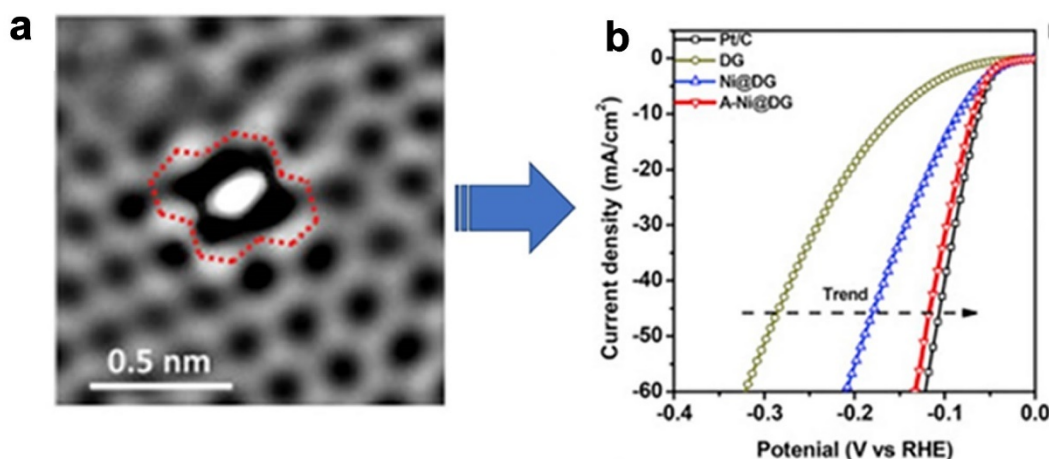 a
0.5 nm
b
Pt/C
DG
Ni@DG
A-Ni@DG
Trend
Current density (mA/cm²)
0
-10
-20
-30
-40
-50
-60
-0.4 -0.3 -0.2 -0.1 0.0
Potenial (V vs RHE)